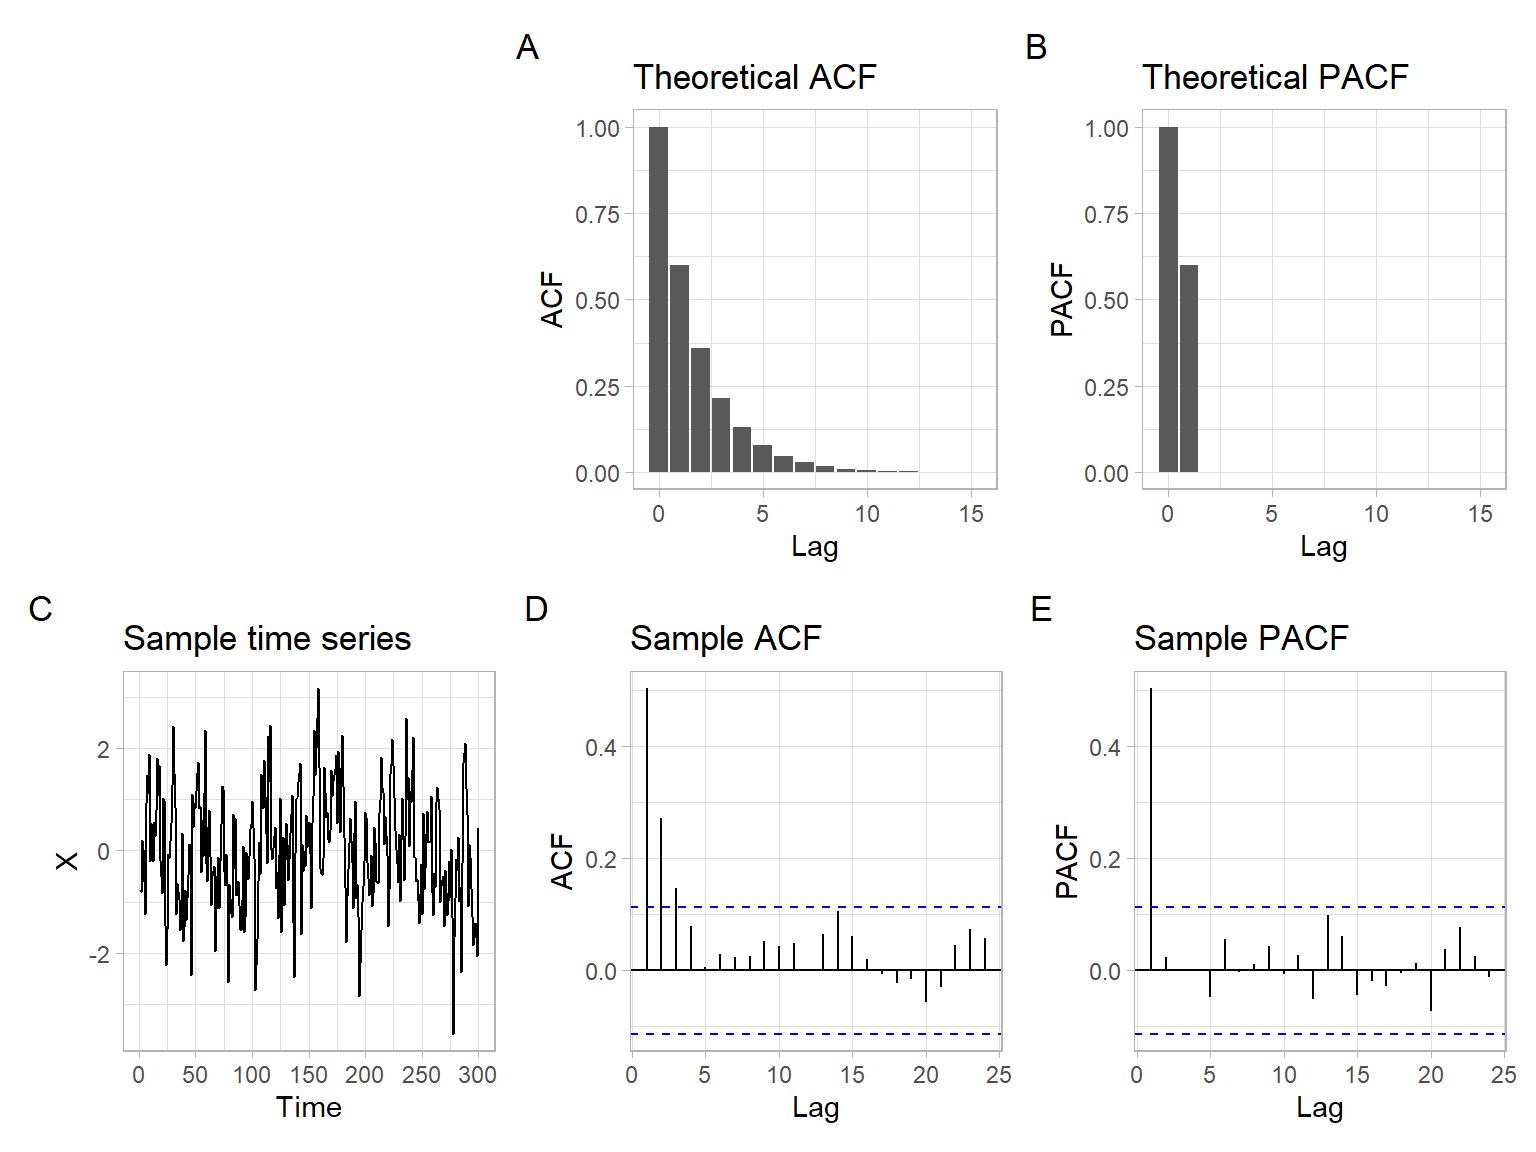 A
Theoretical ACF
1.00
0.75
0.50
0.25
0.00
ACF
0 5 10 15
Lag
B
Theoretical PACF
1.00
0.75
0.50
0.25
0.00
PACF
0 5 10 15
Lag
C
Sample time series
2
0
-2
X
0 50 100 150 200 250 300
Time
D
Sample ACF
0.4
0.2
0.0
ACF
0 5 10 15 20 25
Lag
E
Sample PACF
0.4
0.2
0.0
PACF
0 5 10 15 20 25
Lag